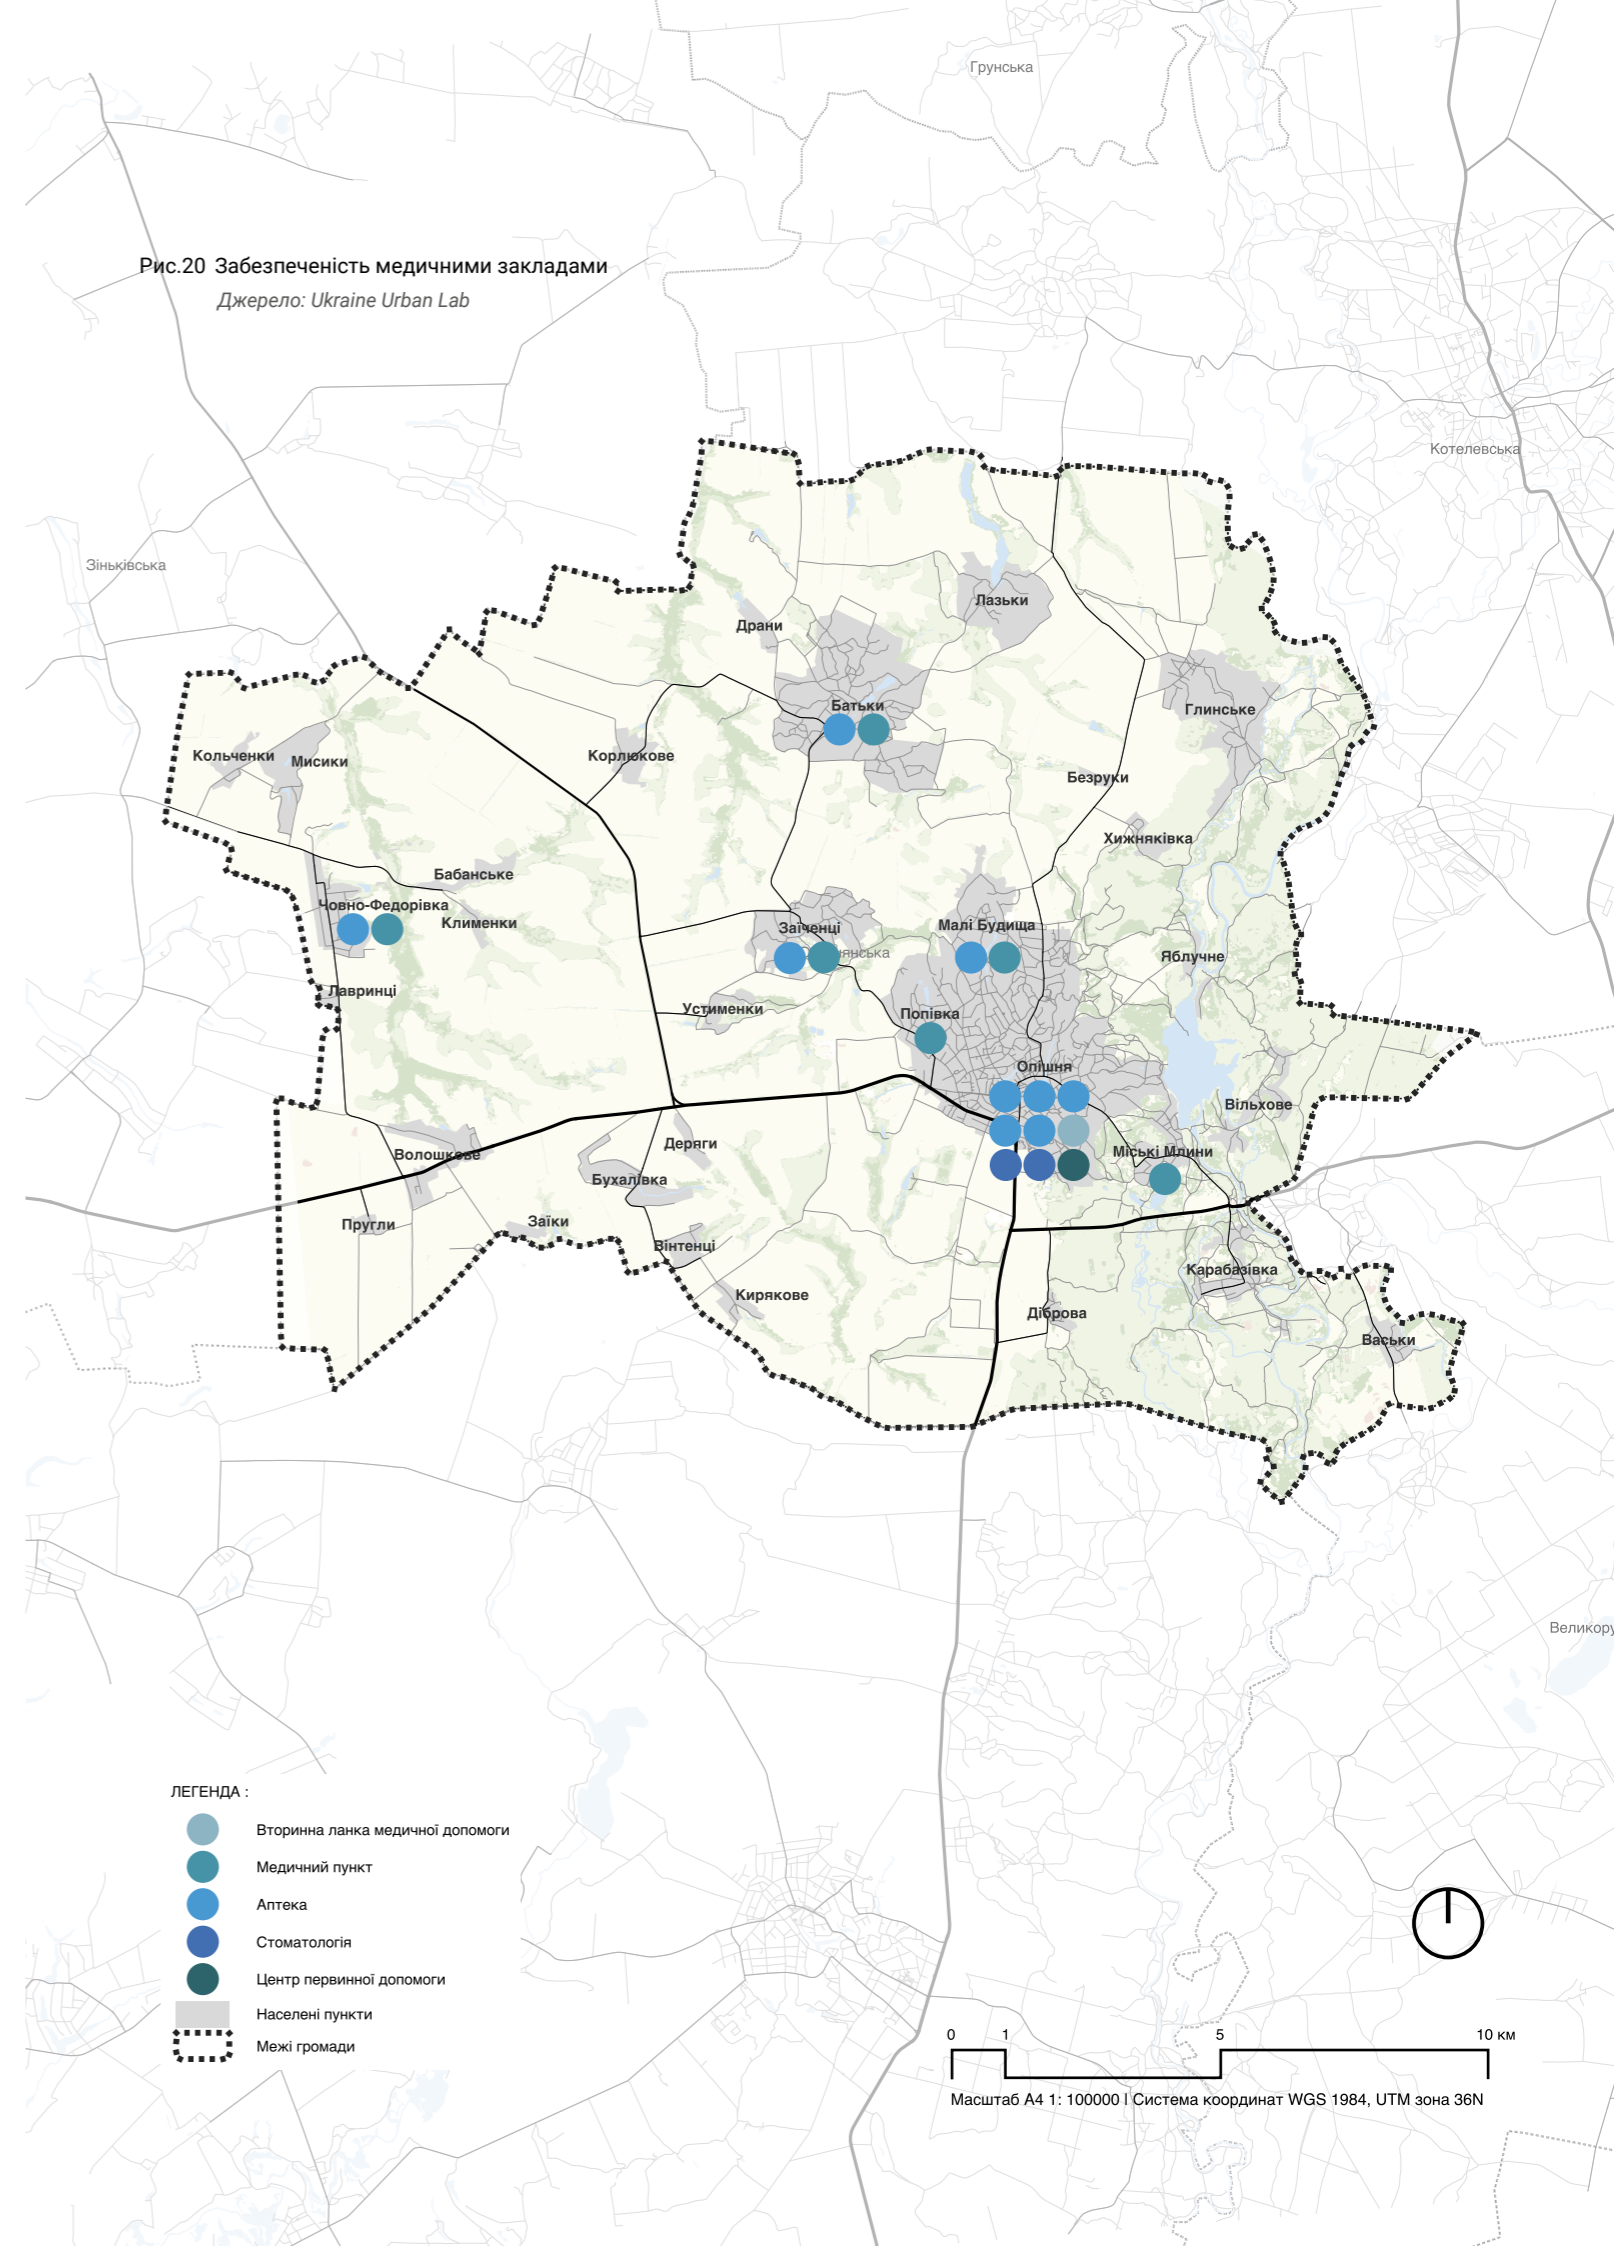 Грунська
Рис.20 Забезпеченість медичними закладами
Джерело: Ukraine Urban Lab
Котелевська
Зіньківська
Лазьки
Драни
Батьки
Глинське
Кольченки
Мисики
Корлюкове
Безруки
Хижняківка
Бабанське
Човно-Федорівка
Клименки
Заїченці
Малі Будища
Яблучне
Лавринці
Устименки
Попівка
Опішня
Вільхове
Деряги
Міські Млини
Волошкове
Бухалівка
Пругли
Заїки
Вінтенці
Карабазівка
Кирякове
Діброва
Васьки
Великору
ЛЕГЕНДА :
Вторинна ланка медичної допомоги
Медичний пункт
Аптека
Стоматологія
Центр первинної допомоги
Населені пункти
Межі громади
0 1 5 10 км
Масштаб А4 1: 100000 | Система координат WGS 1984, UTM зона 36N